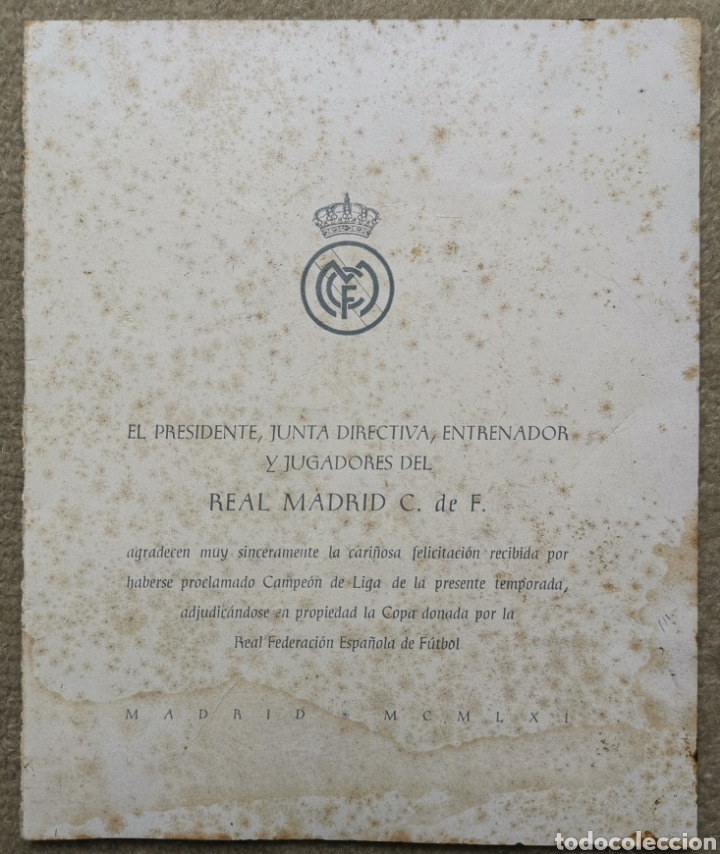 MCF
EL PRESIDENTE, JUNTA DIRECTIVA, ENTRENADOR
Y JUGADORES DEL
REAL MADRID C. de F.
agradecen muy sinceramente la cariñosa felicitación recibida por
haberse proclamado Campeón de Liga de la presente temporada,
adjudicándose en propiedad la Copa donada por la
Real Federación Española de Fútbol
MADRID - MCMLXI
todocoleccion